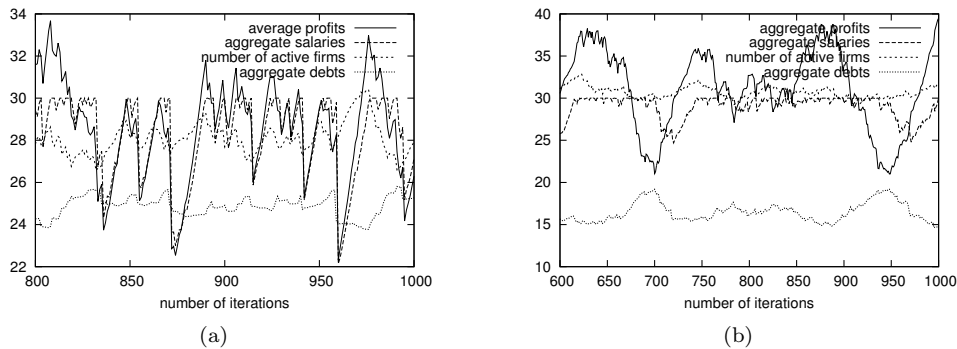 34
32
30
28
26
24
22
800
850
900
950
1000
number of iterations
average profits
aggregate salaries
number of active firms
aggregate debts
(a)
40
35
30
25
20
15
10
600
650
700
750
800
850
900
950
1000
number of iterations
aggregate profits
aggregate salaries
number of active firms
aggregate debts
(b)